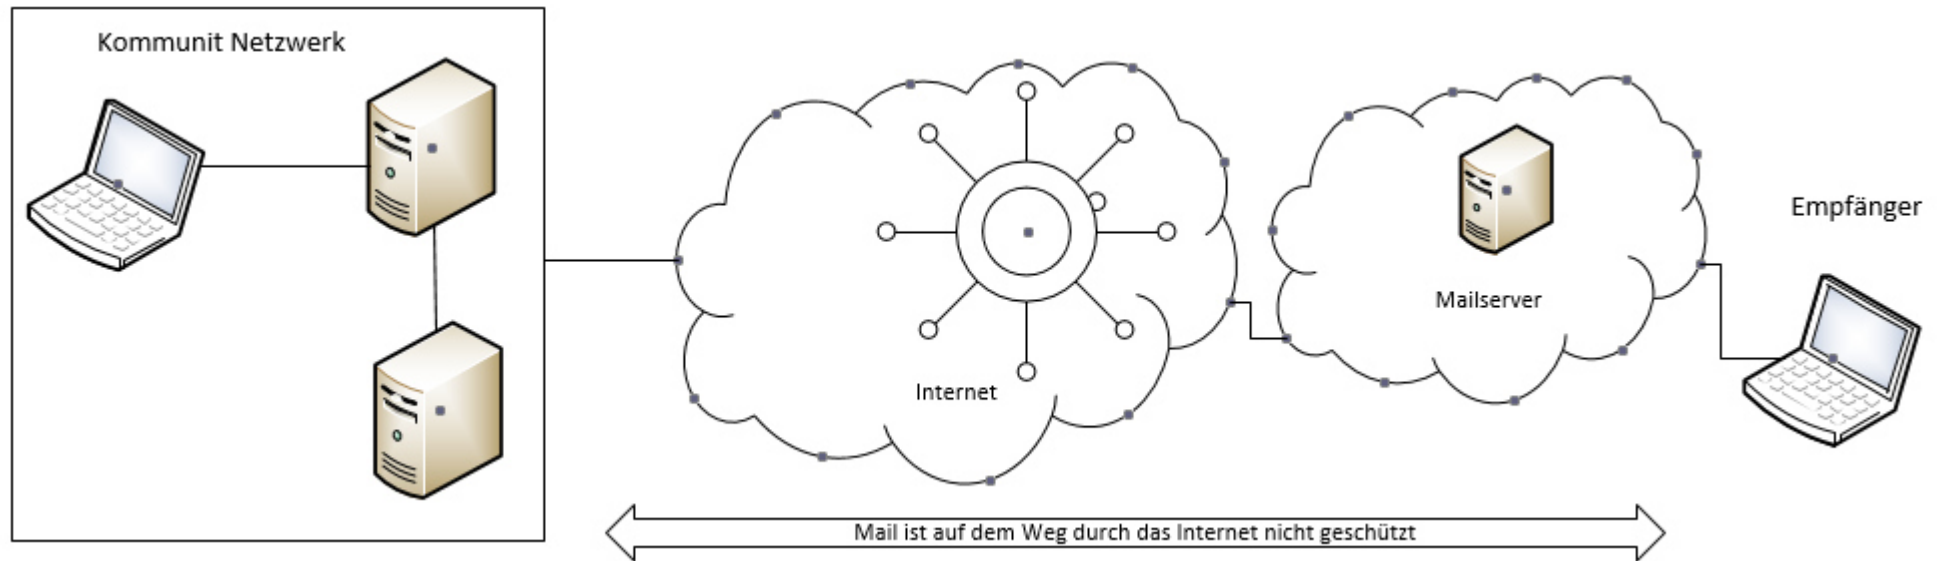 Kommunit Netzwerk
Empfänger
Mailserver
Internet
Mail ist auf dem Weg durch das Internet nicht geschützt